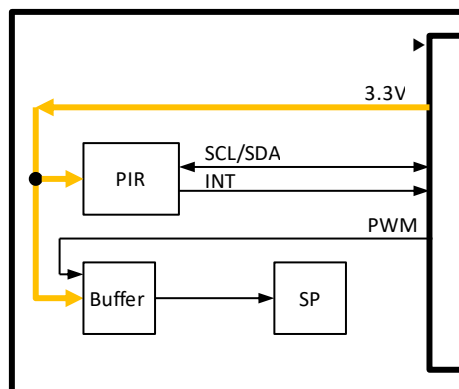 3.3V
SCL/SDA
PIR
INT
PWM
Buffer
SP